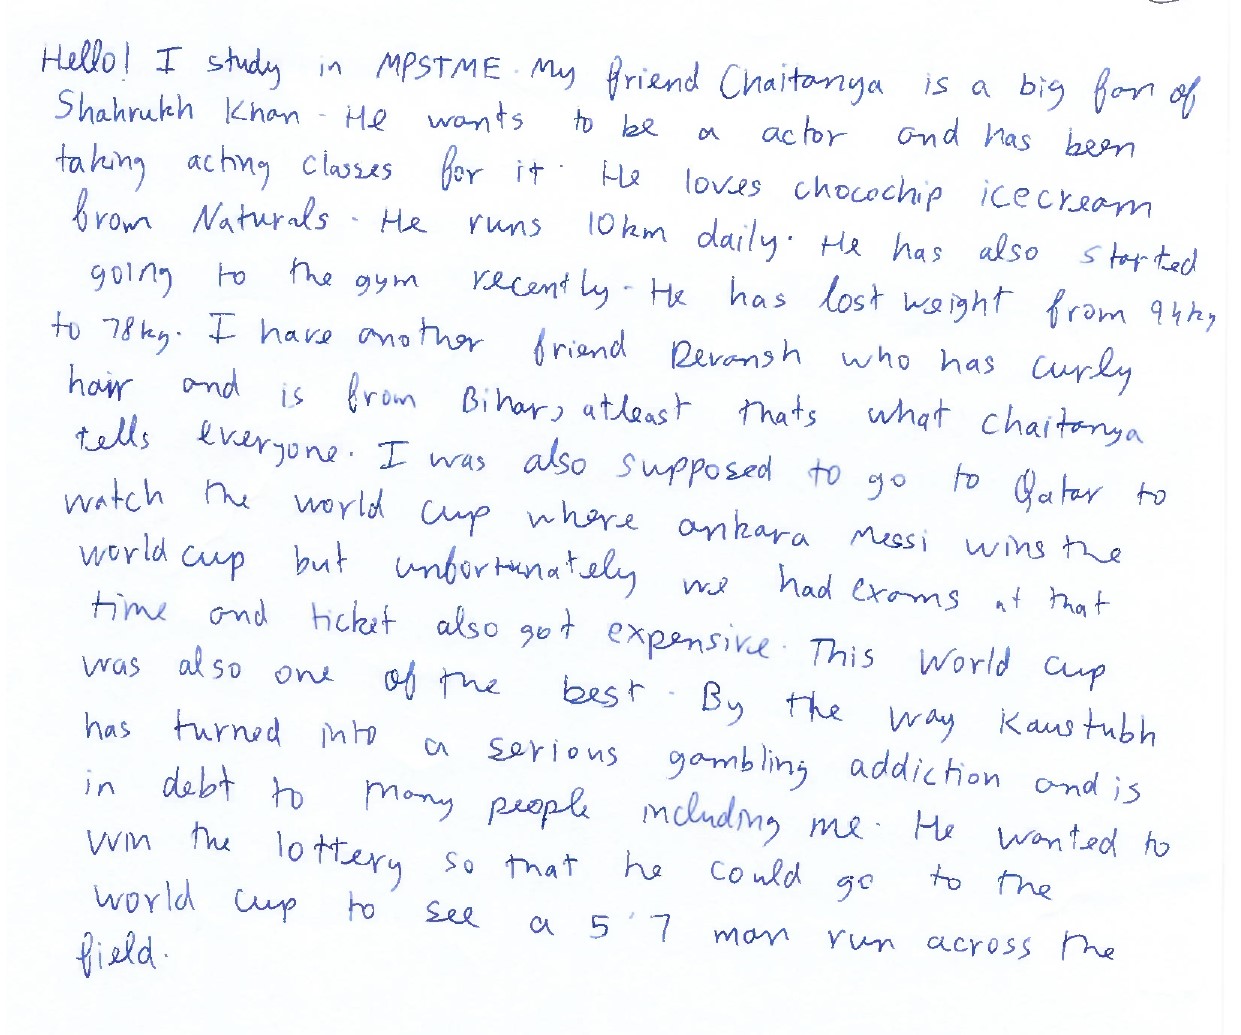 Hello! I study in MPSTME. My friend Chaitanya is a big fan of
Shahrukh Khan. He wants to be a actor and has been
taking acting classes for it. He loves chocochip icecream
from Naturals. He runs 10km daily. He has also started
going to the gym recently. He has lost weight from 94kg
to 78kg. I have another friend Devansh who has curly
hair and is from Bihar, atleast thats what Chaitanya
tells everyone. I was also supposed to go to Qatar to
watch the world cup where ankara Messi wins the
world cup but unfortunately we had exams at that
time and ticket also got expensive. This World cup
was also one of the best. By the way Kaustubh
has turned into a serious gambling addiction and is
in debt to many people including me. He wanted to
win the lottery so that he could go to the
world cup to see a 5'7 man run across the
field.